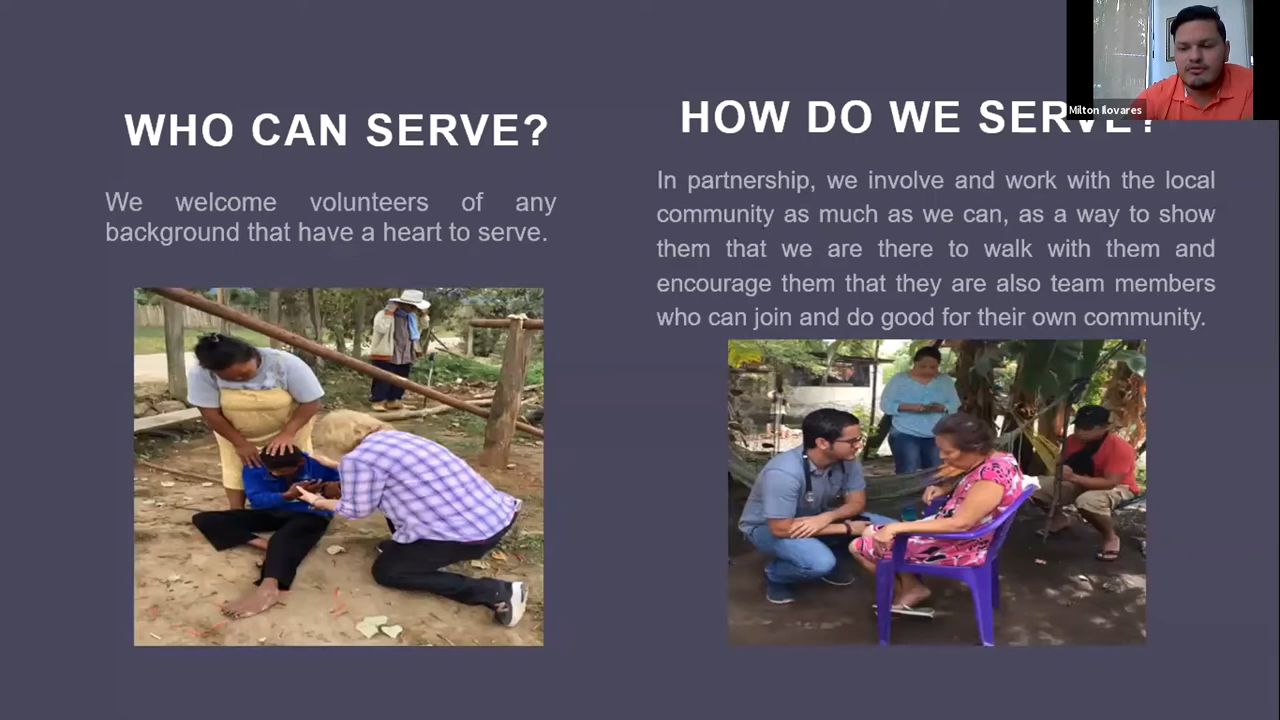 WHO CAN SERVE?
We welcome volunteers of any
background that have a heart to serve.
HOW DO WE SERVE?
In partnership, we involve and work with the local
community as much as we can, as a way to show
them that we are there to walk with them and
encourage them that they are also team members
who can join and do good for their own community.
Milton Ilovares